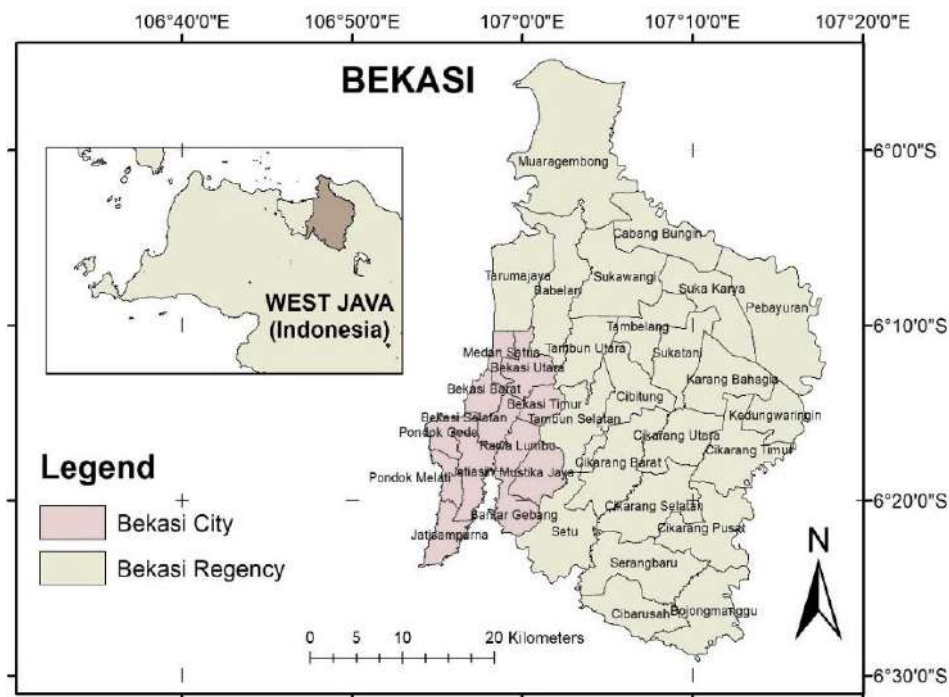 106°40'0"E 106°50'0"E 107°0'0"E 107°10'0"E 107°20'0"E
BEKASI
6°0'0"S
Muaragembong
Cabang Bungin
Tarumajaya
Babelan
Sukawangi
Suka Karya
Pebayuran
WEST JAVA
(Indonesia)
6°10'0"S
Tambelang
Medan Satria
Tambun Utara
Sukatan
Bekasi Utara
Karang Bahagia
Bekasi Barat
Cibitung
Bekasi Timur
Kedungwaringin
Bekasi Selatan
Tambun Selatan
Pondok Gede
Cikarang Utara
Rawa Lumbu
Cikarang Timur
Legend
Cikarang Barat
Pondok Melati
Jatiasih
Mustika Jaya
6°20'0"S
Bekasi City
Bantar Gebang
Cikarang Selatan
Cikarang Pusat
Jatisampurna
Setu
N
Bekasi Regency
Serangbaru
Cibarusah
Bojongmanggu
0 5 10 20 Kilometers
6°30'0"S